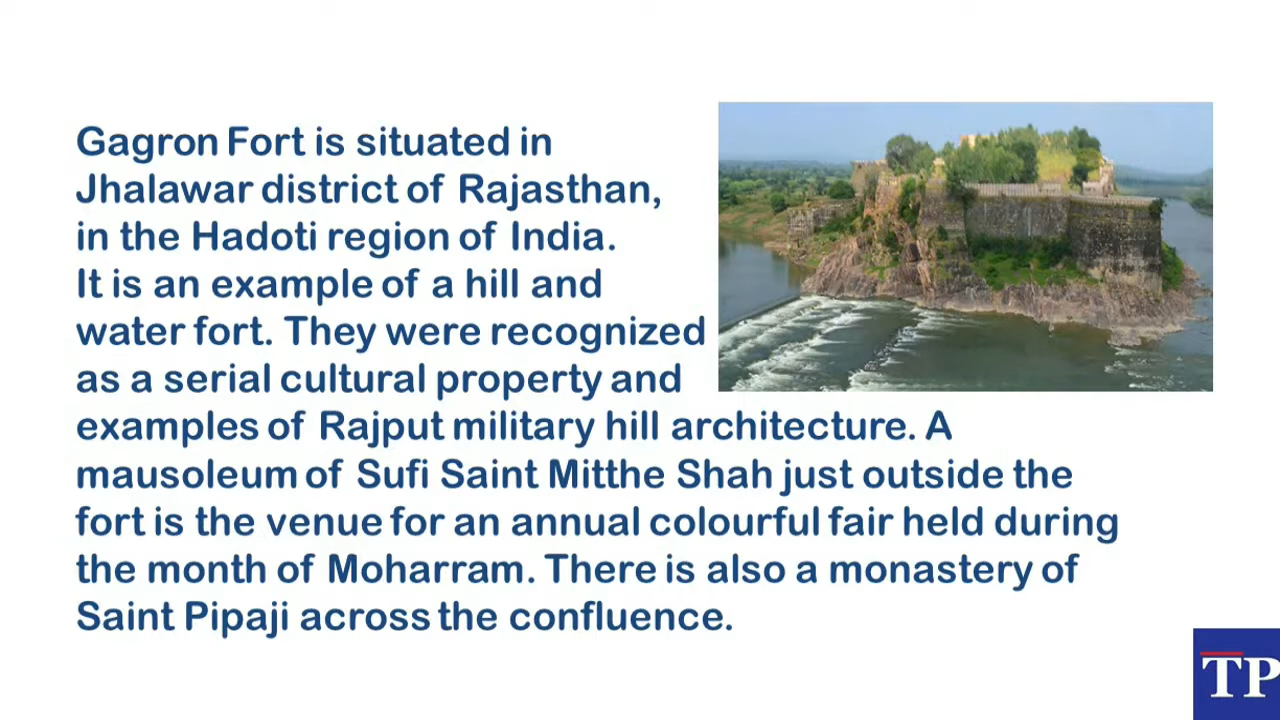 Gagron Fort is situated in
Jhalawar district of Rajasthan,
in the Hadoti region of India.
It is an example of a hill and
water fort. They were recognized
as a serial cultural property and
examples of Rajput military hill architecture. A
mausoleum of Sufi Saint Mitthe Shah just outside the
fort is the venue for an annual colourful fair held during
the month of Moharram. There is also a monastery of
Saint Pipaji across the confluence.
TP